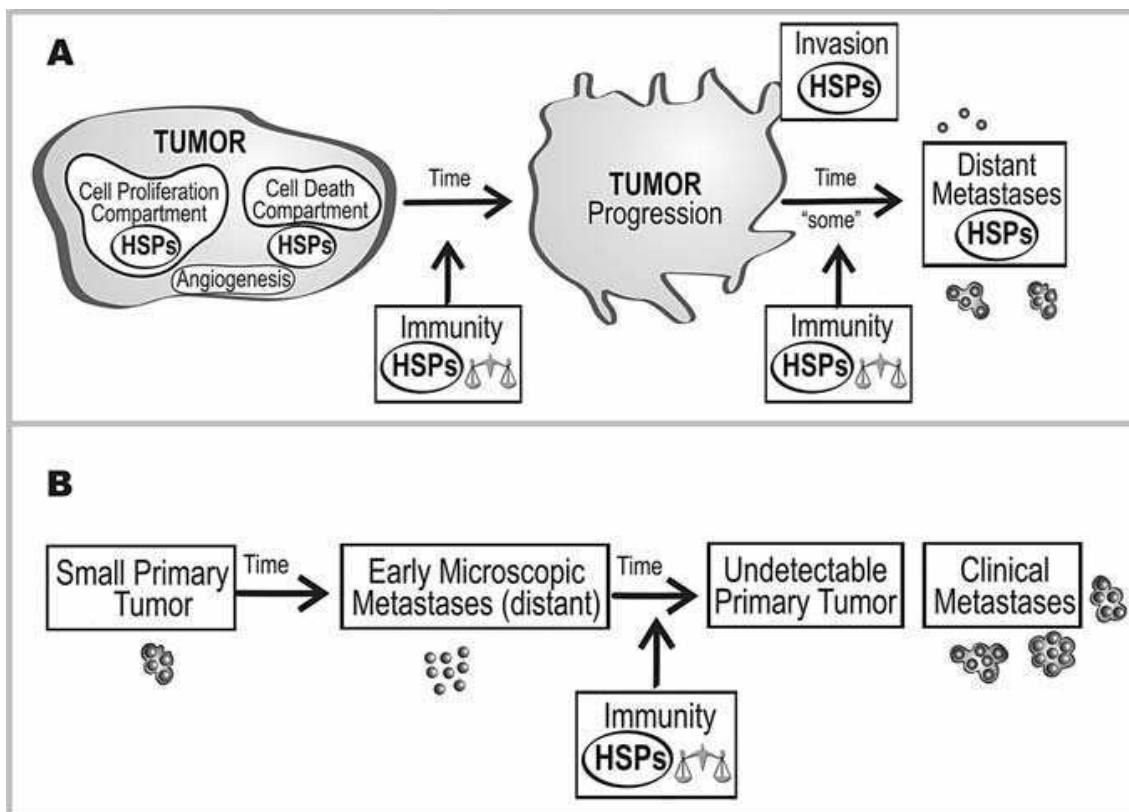 A
TUMOR
Cell Proliferation
Compartment
HSPs
Cell Death
Compartment
HSPs
Angiogenesis
Time
Immunity
HSPs
TUMOR
Progression
Invasion
HSPs
Time
"some"
Immunity
HSPs
Distant
Metastases
HSPs
B
Small Primary
Tumor
Time
Early Microscopic
Metastases (distant)
Time
Immunity
HSPs
Undetectable
Primary Tumor
Clinical
Metastases